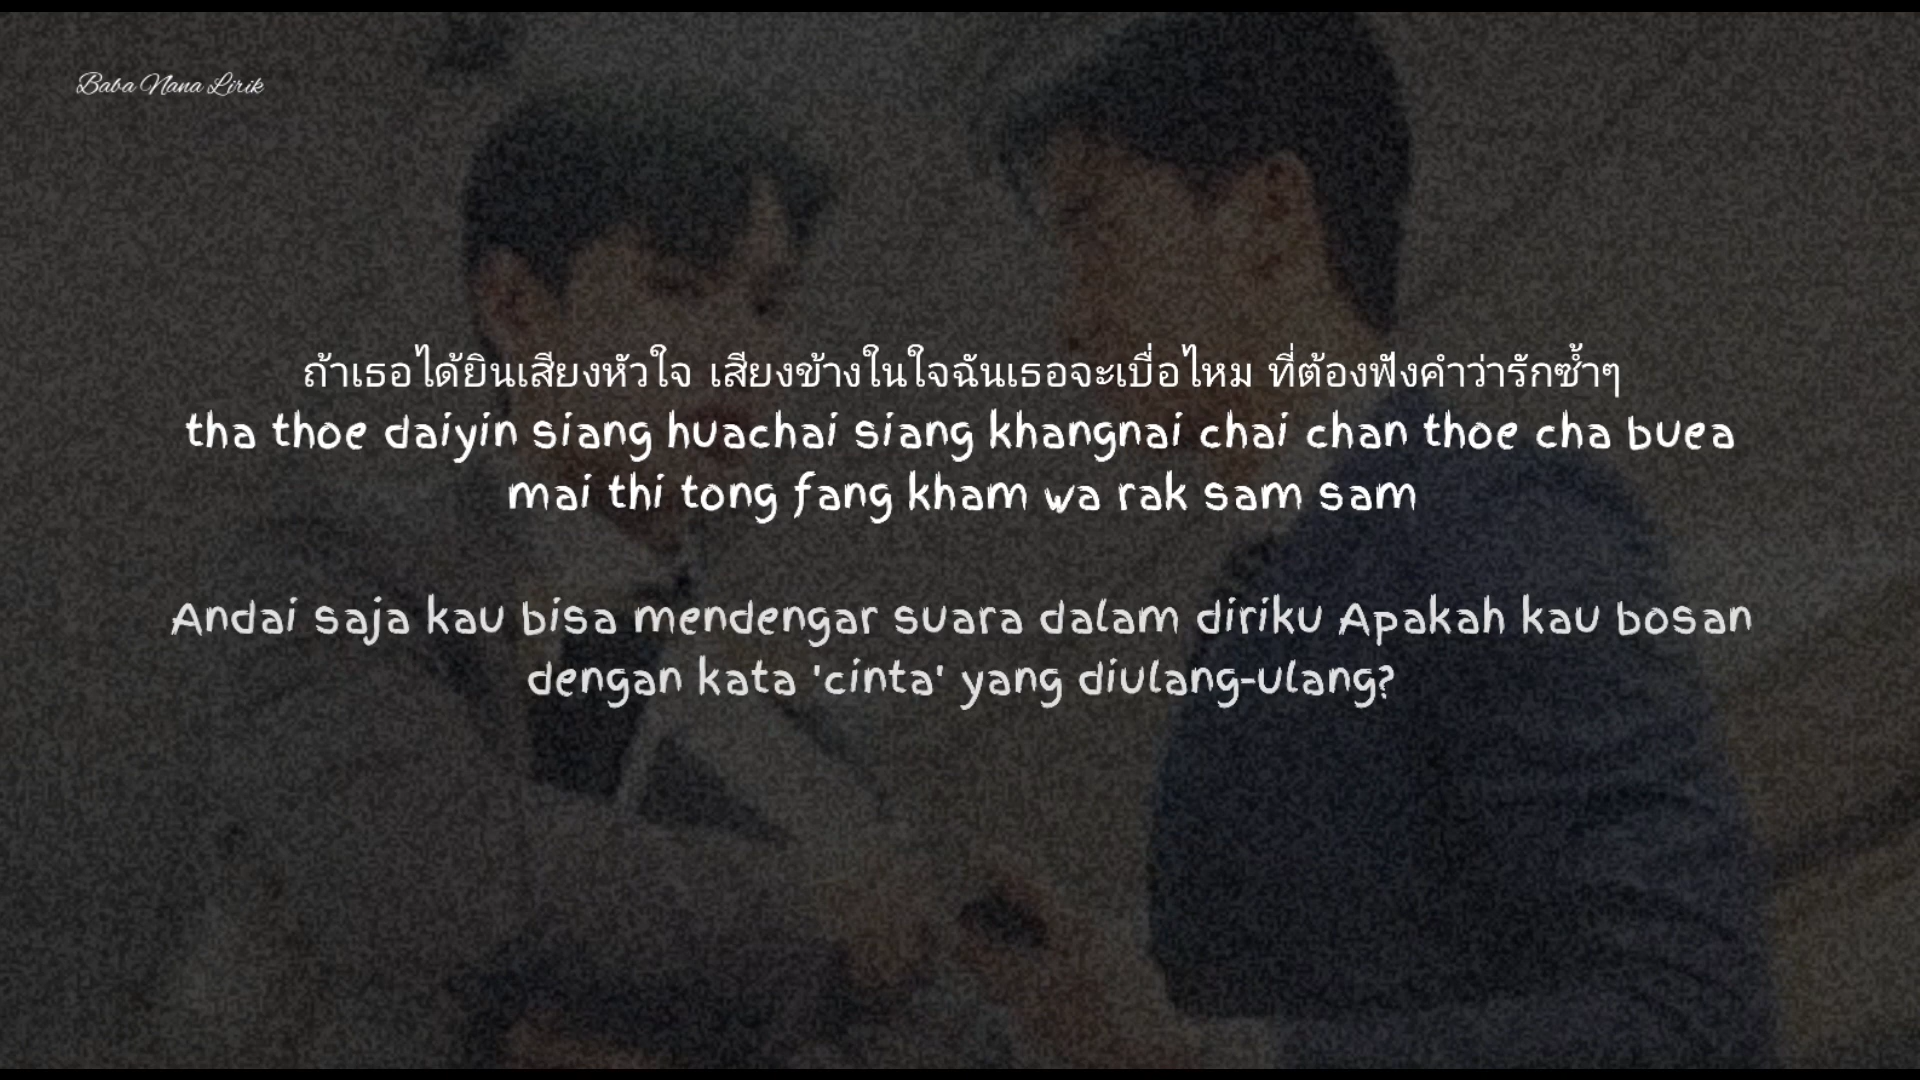 Baba Nana Lirik
ถ้าเธอได้ยินเสียงหัวใจ เสียงข้างในใจฉันเธอจะเบื่อไหม ที่ต้องฟังคำว่ารักซ้ำๆ
tha thoe daiyin siang huachai siang khangnai chai chan thoe cha buea
mai thi tong fang kham wa rak sam sam
Andai saja kau bisa mendengar suara dalam diriku Apakah kau bosan
dengan kata 'cinta' yang diulang-ulang?